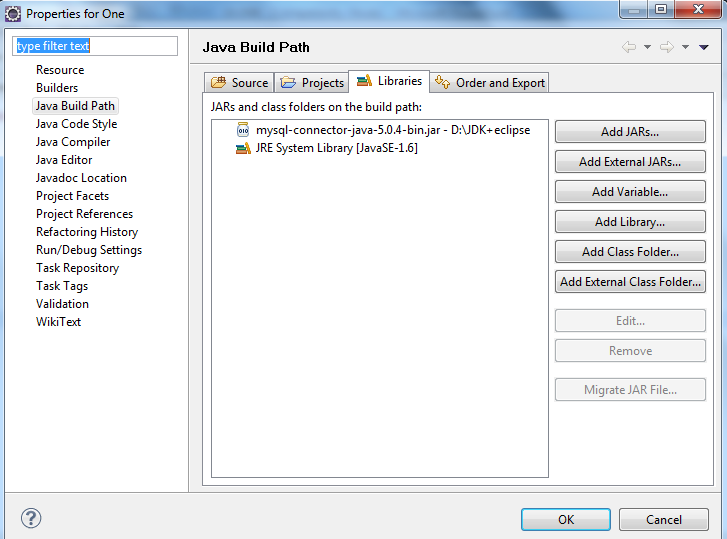 Properties for One
type filter text
Resource
Builders
Java Build Path
Java Code Style
Java Compiler
Java Editor
Javadoc Location
Project Facets
Project References
Refactoring History
Run/Debug Settings
Task Repository
Task Tags
Validation
WikiText
Java Build Path
Source
Projects
Libraries
Order and Export
JARs and class folders on the build path:
mysql-connector-java-5.0.4-bin.jar - D:\JDK+eclipse
JRE System Library [JavaSE-1.6]
Add JARs...
Add External JARs...
Add Variable...
Add Library...
Add Class Folder...
Add External Class Folder...
Edit...
Remove
Migrate JAR File...
OK
Cancel